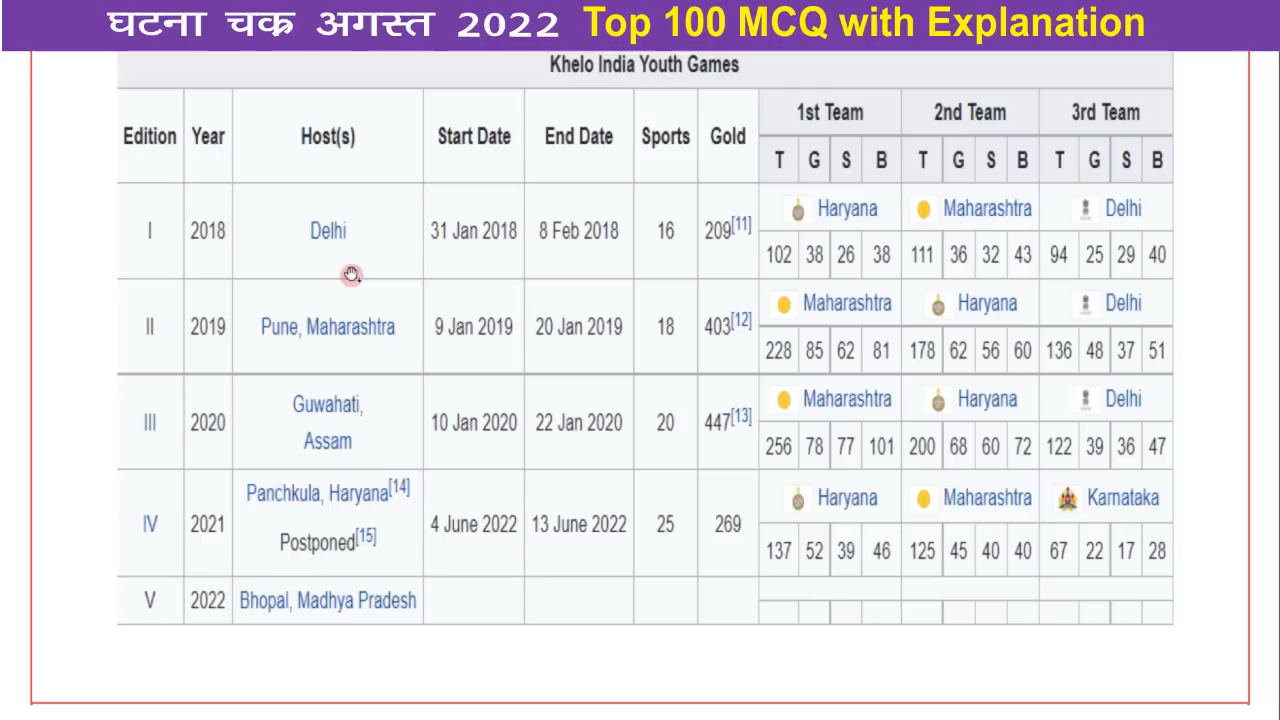 घटना चक्र अगस्त 2022 Top 100 MCQ with Explanation
Khelo India Youth Games
Edition Year Host(s) Start Date End Date Sports Gold 1st Team 2nd Team 3rd Team
T G S B T G S B T G S B
I 2018 Delhi 31 Jan 2018 8 Feb 2018 16 209[11] Haryana Maharashtra Delhi
102 38 26 38 111 36 32 43 94 25 29 40
II 2019 Pune, Maharashtra 9 Jan 2019 20 Jan 2019 18 403[12] Maharashtra Haryana Delhi
228 85 62 81 178 62 56 60 136 48 37 51
III 2020 Guwahati,
Assam 10 Jan 2020 22 Jan 2020 20 447[13] Maharashtra Haryana Delhi
256 78 77 101 200 68 60 72 122 39 36 47
IV 2021 Panchkula, Haryana[14]
Postponed[15] 4 June 2022 13 June 2022 25 269 Haryana Maharashtra Karnataka
137 52 39 46 125 45 40 40 67 22 17 28
V 2022 Bhopal, Madhya Pradesh